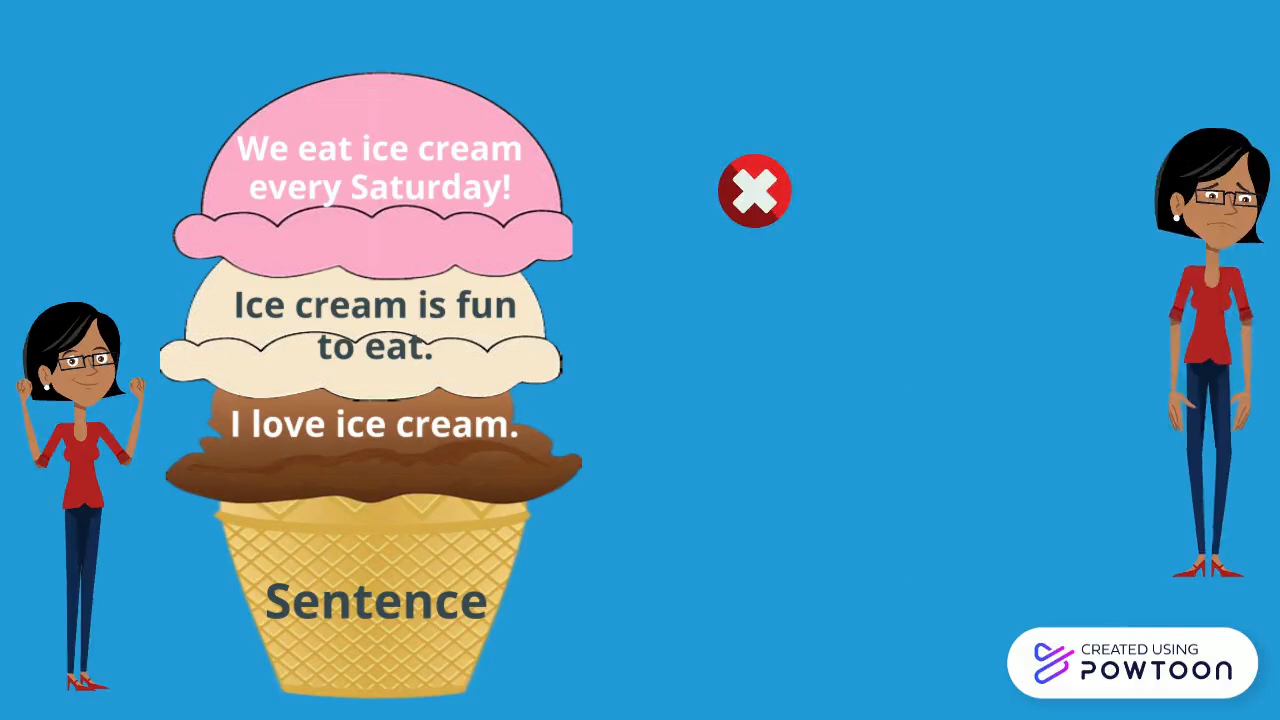 We eat ice cream
every Saturday!
Ice cream is fun
to eat.
I love ice cream.
Sentence
CREATED USING
POWTOON